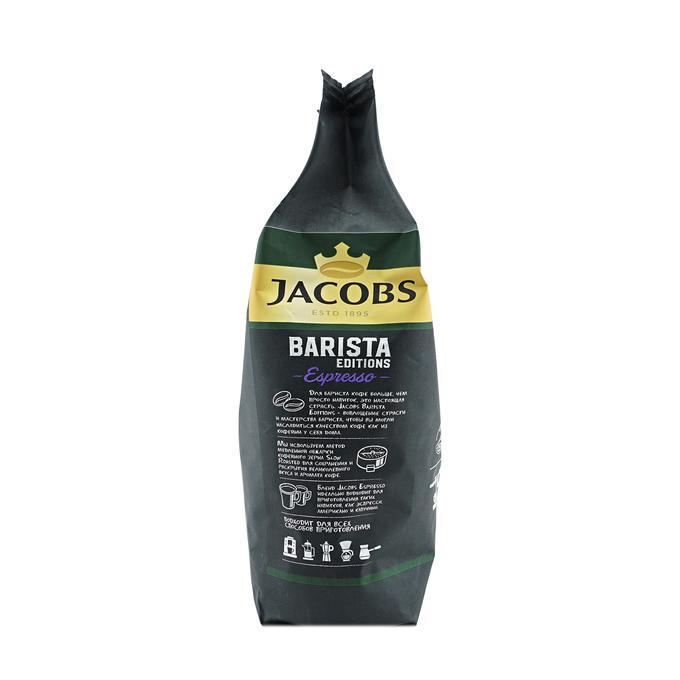 JACOBS
ESTD 1895
BARISTA
EDITIONS
Espresso
Для бариста кофе больше, чем
просто напиток, это настоящая
страсть. Jacobs Barista
Editions - воплощение страсти
и мастерства бариста, чтобы вы могли
насладиться качеством кофе как из
кофейни у себя дома.
Мы используем метод
медленной обжарки
кофейного зерна Slow
Roasted для сохранения и
раскрытия великолепного
вкуса и аромата кофе.
Бленд Jacobs Espresso
идеально подходит для
приготовления таких
напитков, как эспрессо,
американо и капучино.
Подходит для всех
способов приготовления